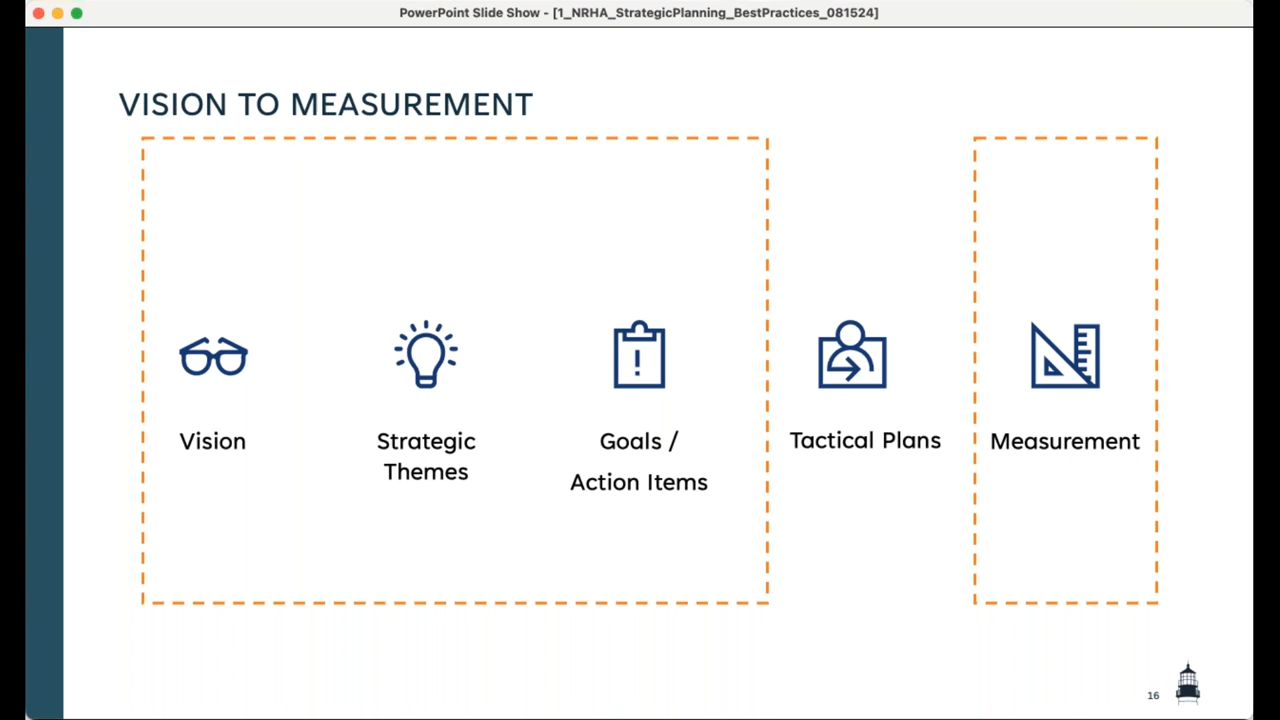 PowerPoint Slide Show - [1_NRHA_StrategicPlanning_BestPractices_081524]
VISION TO MEASUREMENT
Vision
Strategic
Themes
Goals /
Action Items
Tactical Plans
Measurement
16